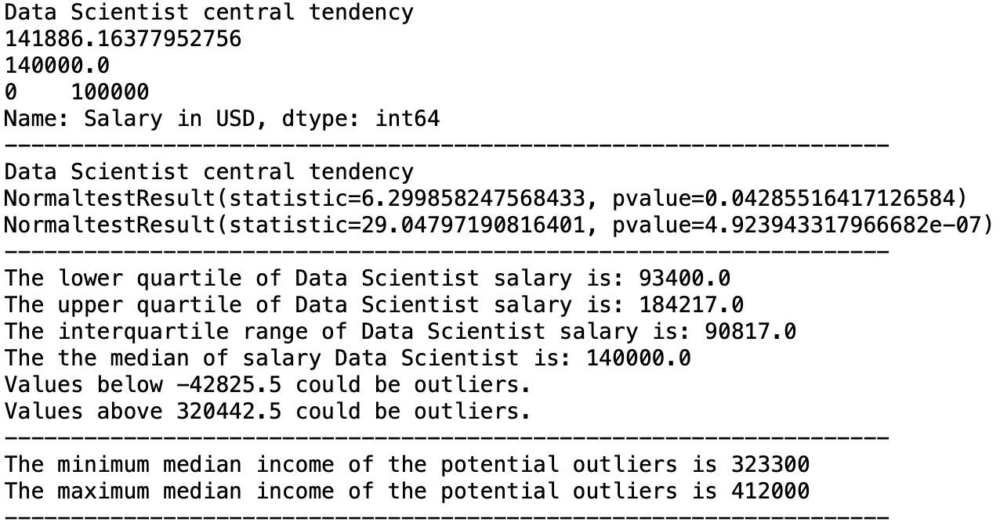 Data Scientist central tendency
141886.16377952756
140000.0
0    100000
Name: Salary in USD, dtype: int64
-------------------------------------------------------------------
Data Scientist central tendency
NormaltestResult(statistic=6.299858247568433, pvalue=0.04285516417126584)
NormaltestResult(statistic=29.04797190816401, pvalue=4.923943317966682e-07)
-------------------------------------------------------------------
The lower quartile of Data Scientist salary is: 93400.0
The upper quartile of Data Scientist salary is: 184217.0
The interquartile range of Data Scientist salary is: 90817.0
The the median of salary Data Scientist is: 140000.0
Values below -42825.5 could be outliers.
Values above 320442.5 could be outliers.
-------------------------------------------------------------------
The minimum median income of the potential outliers is 323300
The maximum median income of the potential outliers is 412000
-------------------------------------------------------------------